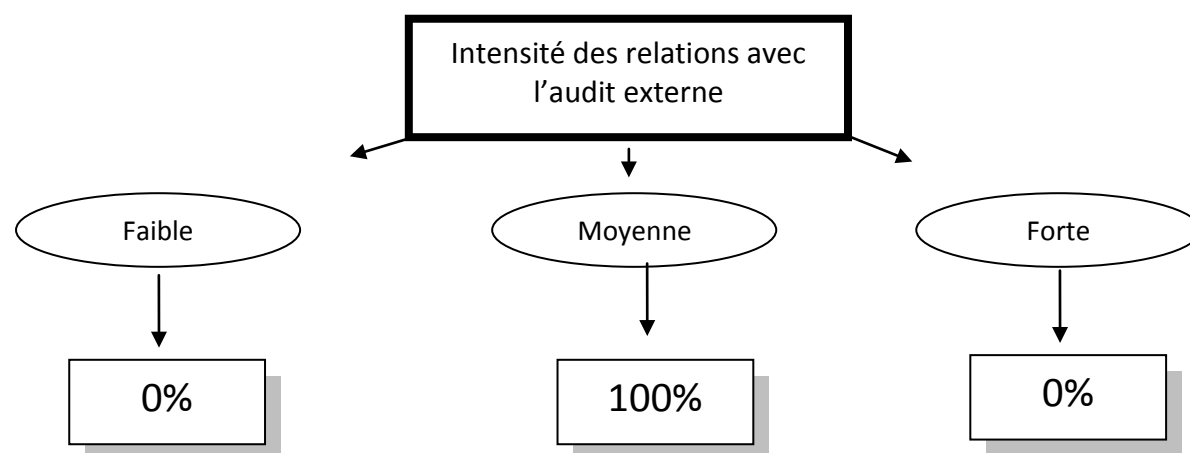 Intensité des relations avec
l’audit externe
Faible
Moyenne
Forte
0%
100%
0%